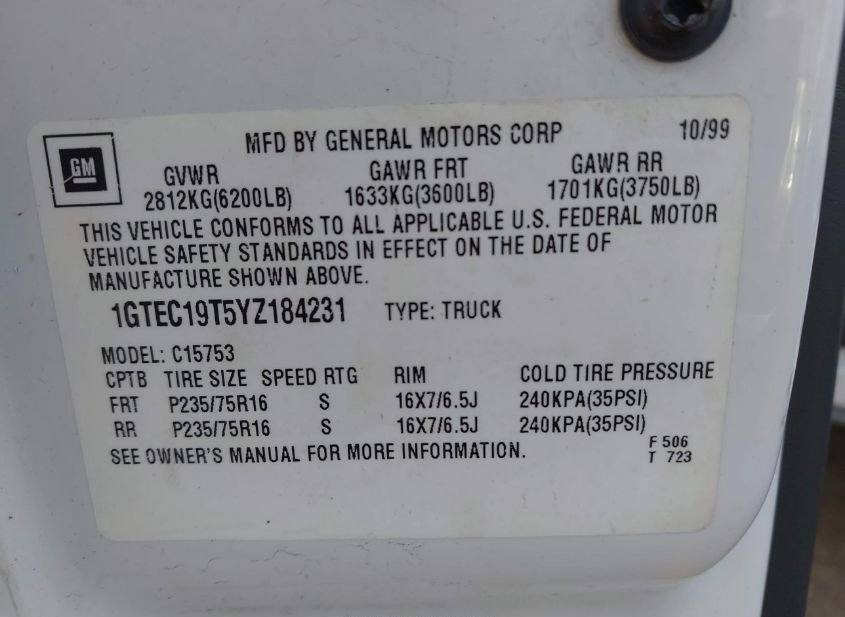 MFD BY GENERAL MOTORS CORP 10/99
GM
GVWR GAWR FRT GAWR RR
2812KG(6200LB) 1633KG(3600LB) 1701KG(3750LB)
THIS VEHICLE CONFORMS TO ALL APPLICABLE U.S. FEDERAL MOTOR
VEHICLE SAFETY STANDARDS IN EFFECT ON THE DATE OF
MANUFACTURE SHOWN ABOVE.
1GTEC19T5YZ184231 TYPE: TRUCK
MODEL: C15753
CPTB TIRE SIZE SPEED RTG RIM COLD TIRE PRESSURE
FRT P235/75R16 S 16X7/6.5J 240KPA(35PSI)
RR P235/75R16 S 16X7/6.5J 240KPA(35PSI)
SEE OWNER'S MANUAL FOR MORE INFORMATION.
F 506
T 723